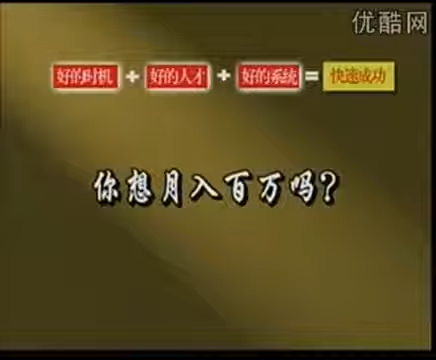 优酷网
好的时机 + 好的人才 + 好的系统 = 快速成功
你想月入百万吗?